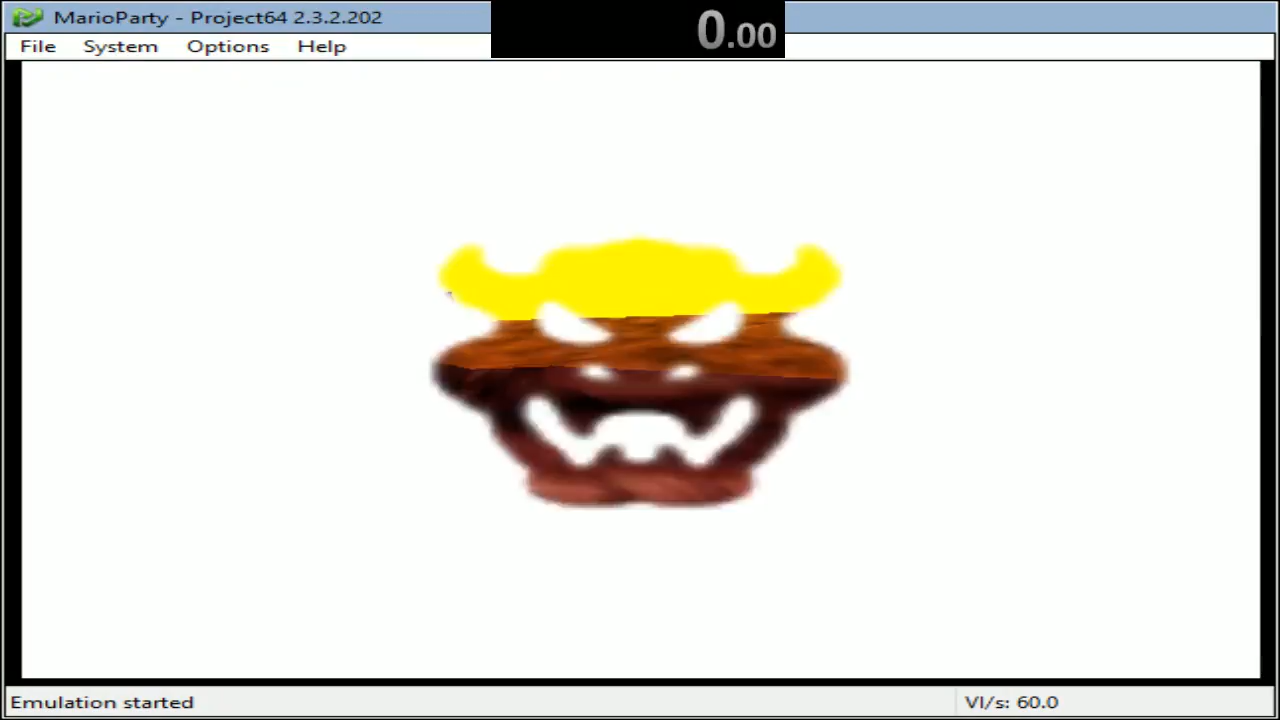 MarioParty - Project64 2.3.2.202
0.00
File System Options Help
Emulation started VI/s: 60.0